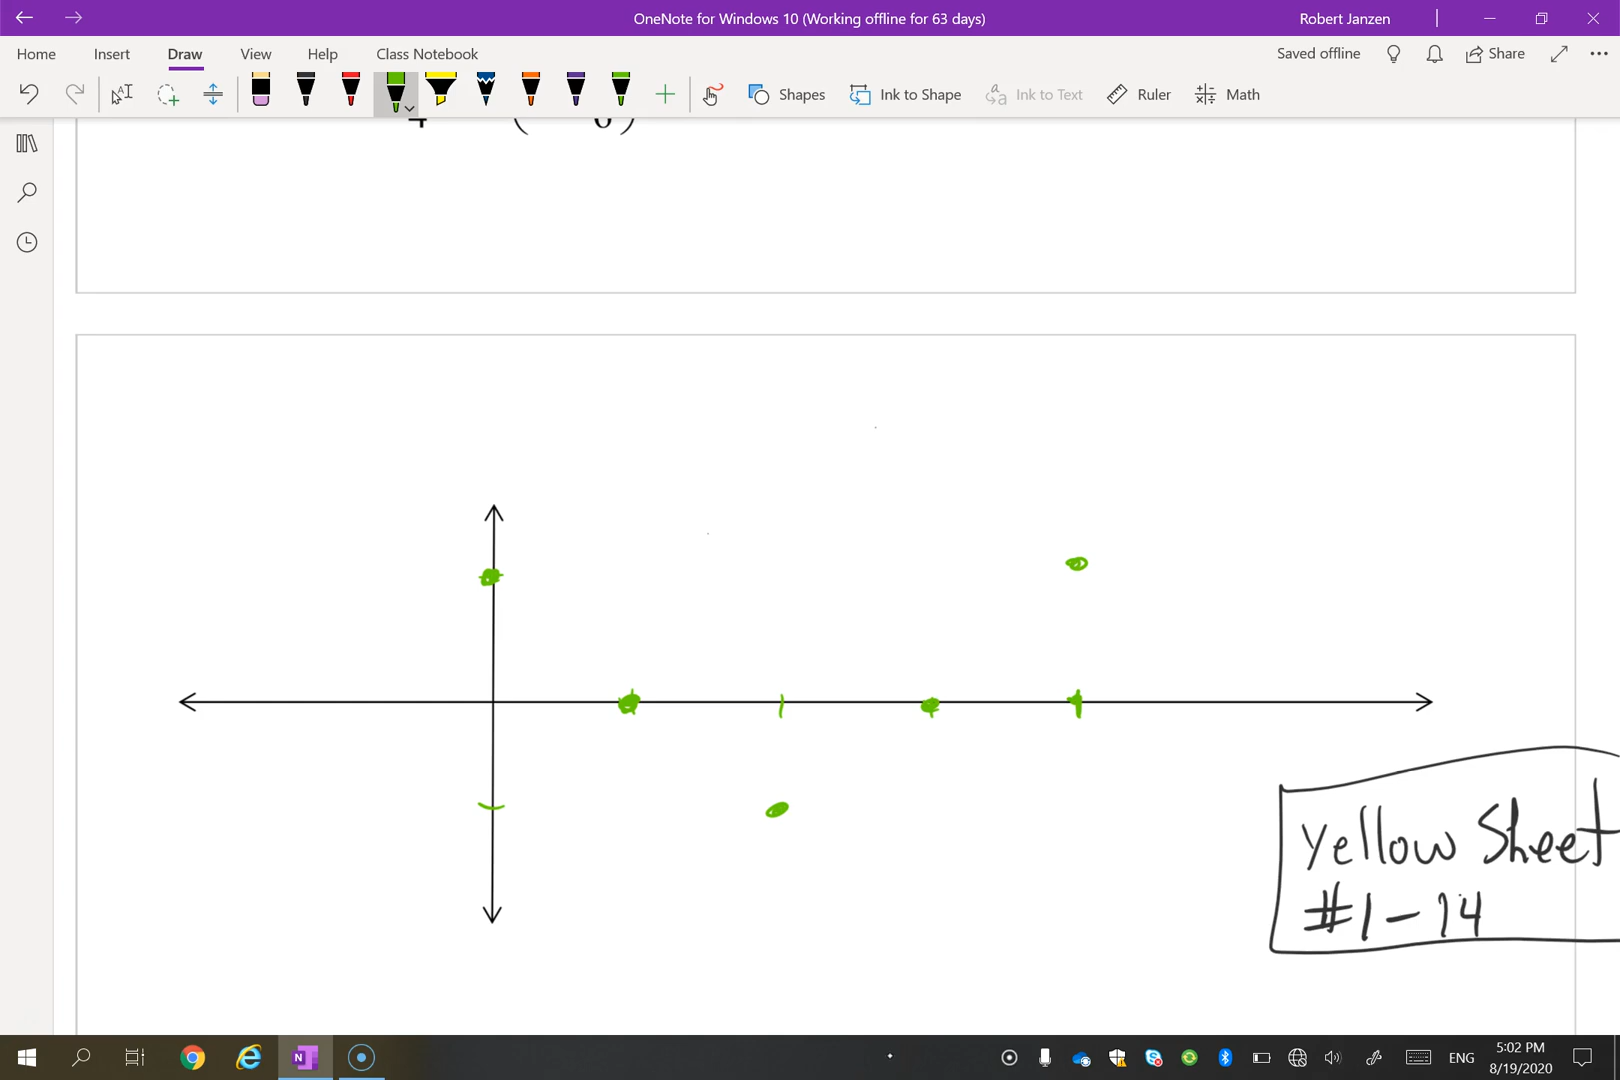 OneNote for Windows 10 (Working offline for 63 days)
Robert Janzen
Home Insert Draw View Help Class Notebook
Saved offline
Share
Shapes
Ink to Shape
Ink to Text
Ruler
Math
4 ( 6 )
Yellow Sheet
#1-14
ENG
5:02 PM
8/19/2020